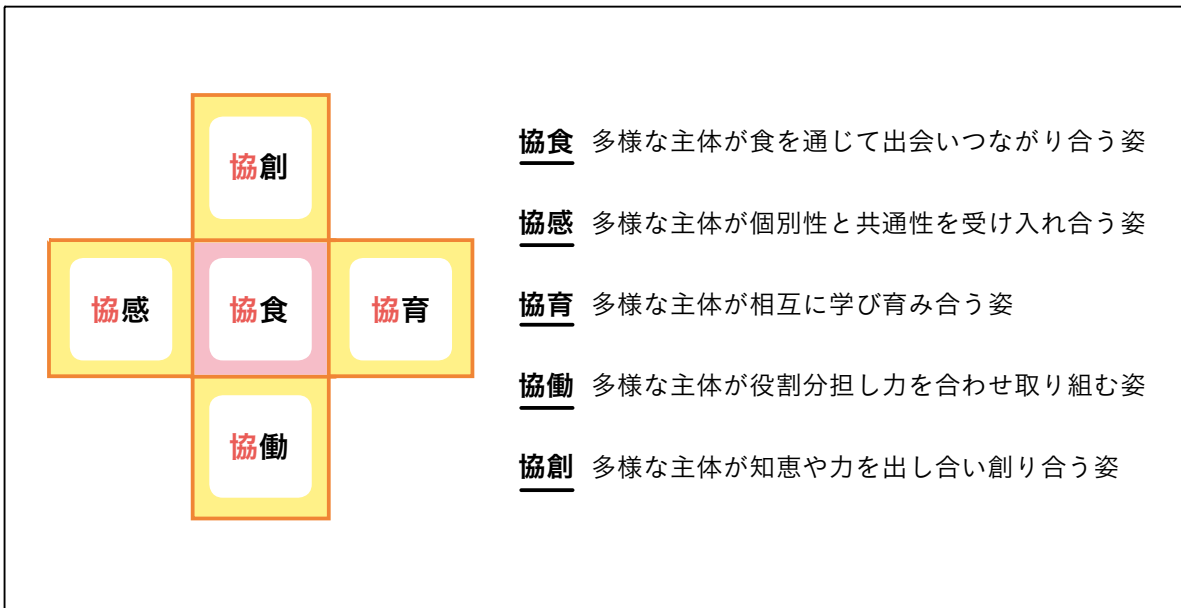 協創
協感
協食
協育
協働
協食 多様な主体が食を通じて出会いつながり合う姿
協感 多様な主体が個別性と共通性を受け入れ合う姿
協育 多様な主体が相互に学び育み合う姿
協働 多様な主体が役割分担し力を合わせ取り組む姿
協創 多様な主体が知恵や力を出し合い創り合う姿